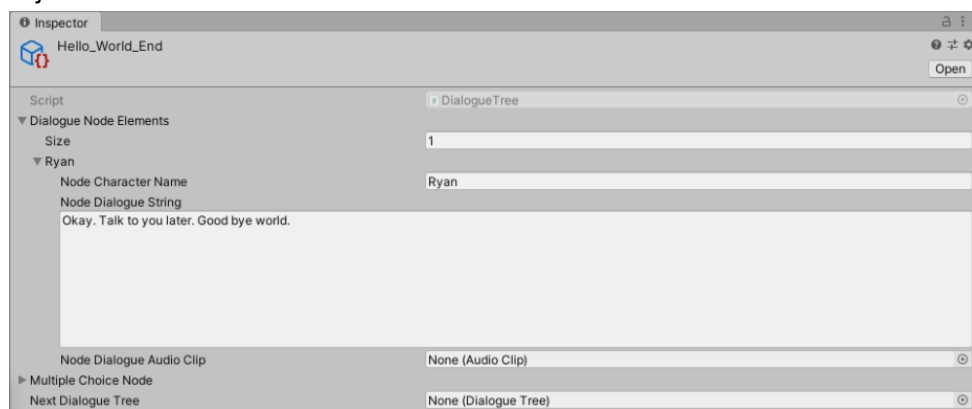 Inspector
Hello_World_End
Open
Script DialogueTree
Dialogue Node Elements
Size 1
Ryan
Node Character Name Ryan
Node Dialogue String
Okay. Talk to you later. Good bye world.
Node Dialogue Audio Clip None (Audio Clip)
Multiple Choice Node
Next Dialogue Tree None (Dialogue Tree)